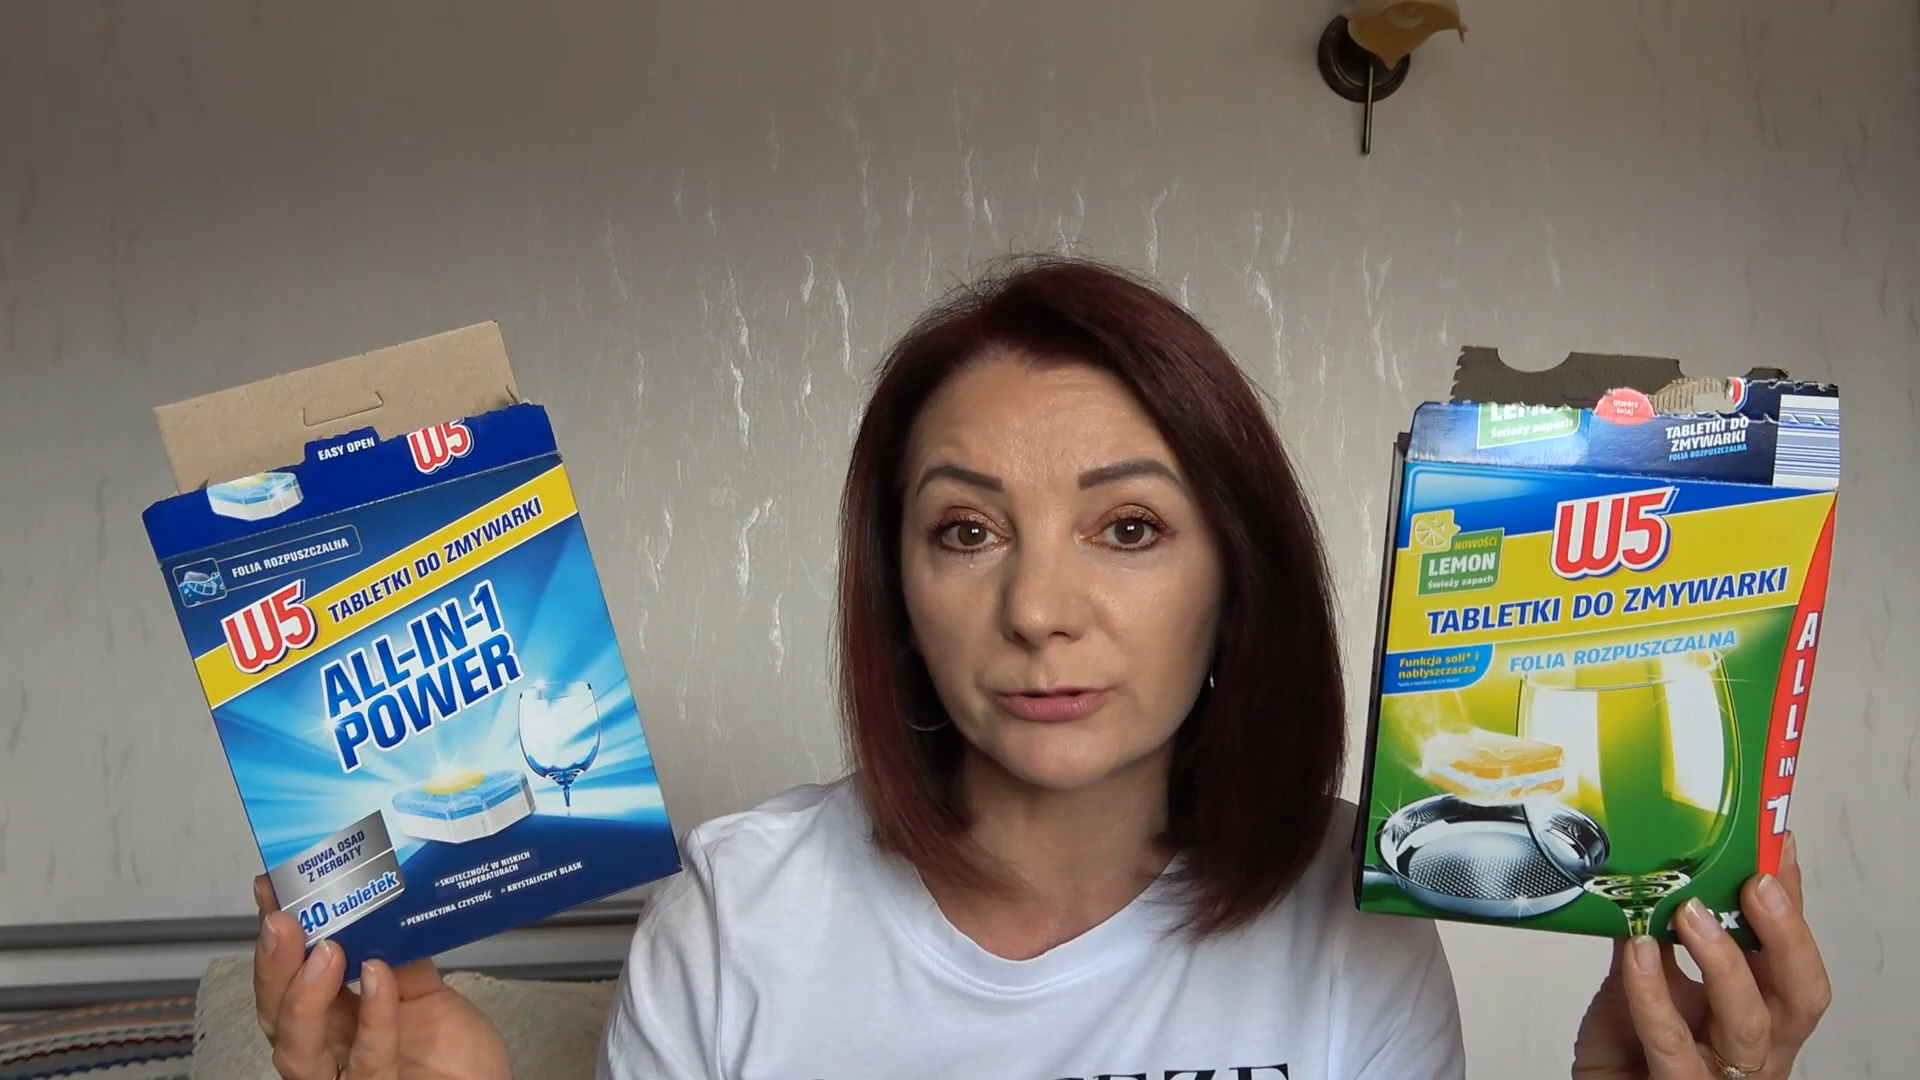 EASY OPEN
W5
FOLIA ROZPUSZCZALNA
W5
TABLETKI DO ZMYWARKI
ALL-IN-1
POWER
USUWA OSAD
Z HERBATY
40 tabletek
SKUTECZNOŚĆ W NISKICH
TEMPERATURACH
PERFEKCYJNA CZYSTOŚĆ
KRYSTALICZNY BLASK
LEMON
Świeży zapach
Otwórz
tutaj
TABLETKI DO
ZMYWARKI
FOLIA ROZPUSZCZALNA
W5
NOWOŚĆ!
LEMON
Świeży zapach
TABLETKI DO ZMYWARKI
Funkcja soli* i
nabłyszczacza
FOLIA ROZPUSZCZALNA
ALL
IN
1